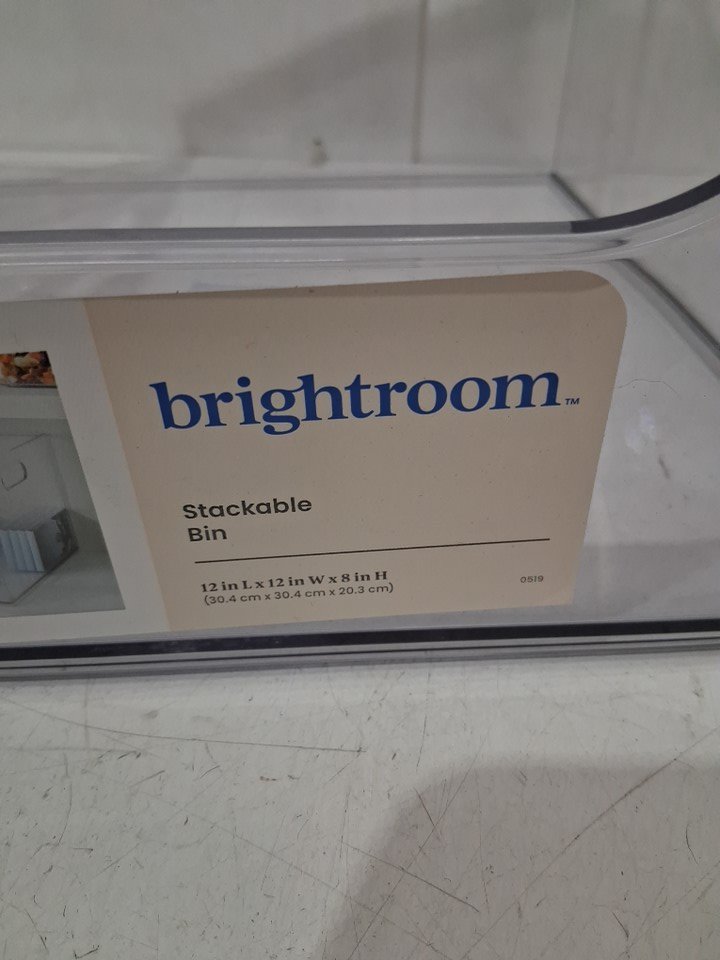 brightroom™
Stackable
Bin
12 in L x 12 in W x 8 in H
(30.4 cm x 30.4 cm x 20.3 cm)
0519